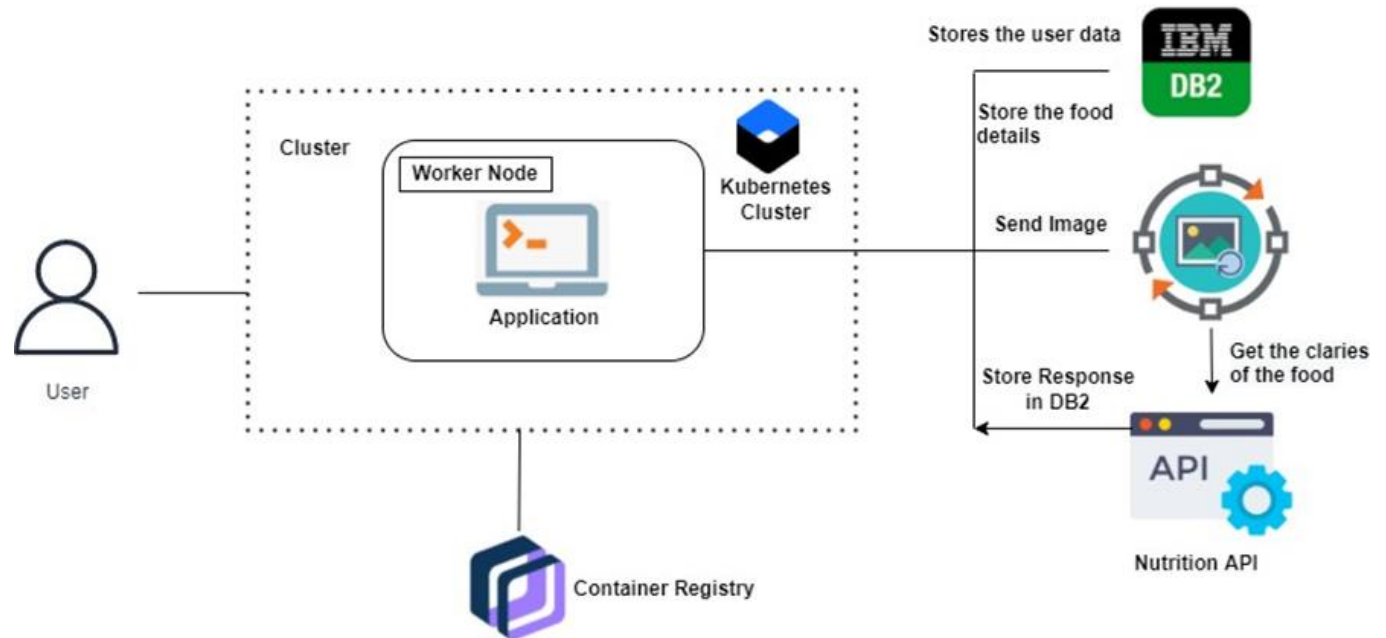 Stores the user data
IBM
DB2
Store the food
details
Cluster
Worker Node
Kubernetes
Cluster
Send Image
Application
User
Get the claries
of the food
Store Response
in DB2
API
Nutrition API
Container Registry